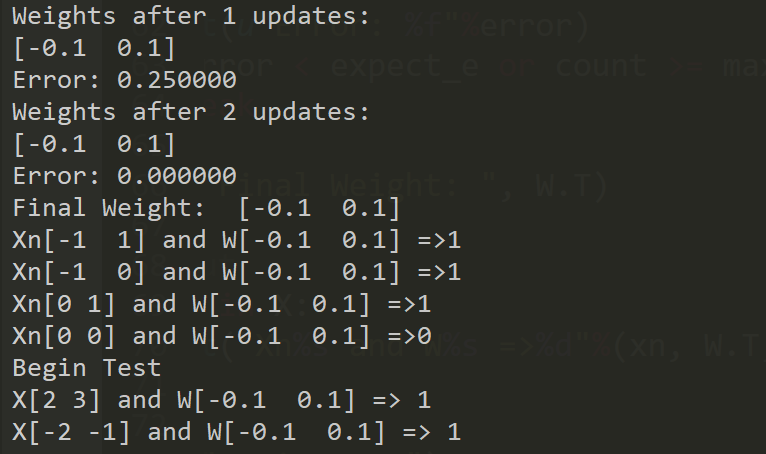 Weights after 1 updates:
[-0.1  0.1]
Error: 0.250000
Weights after 2 updates:
[-0.1  0.1]
Error: 0.000000
Final Weight:  [-0.1  0.1]
Xn[-1  1] and W[-0.1  0.1] =>1
Xn[-1  0] and W[-0.1  0.1] =>1
Xn[0 1] and W[-0.1  0.1] =>1
Xn[0 0] and W[-0.1  0.1] =>0
Begin Test
X[2 3] and W[-0.1  0.1] => 1
X[-2 -1] and W[-0.1  0.1] => 1